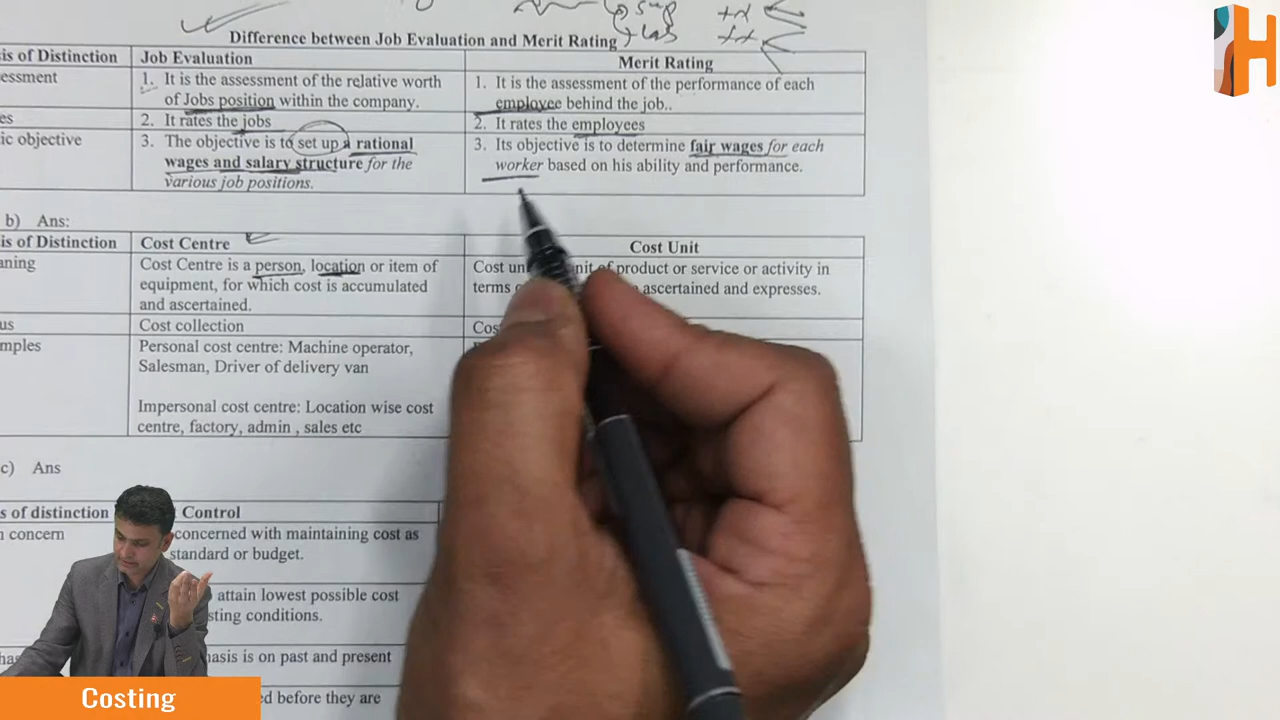 Difference between Job Evaluation and Merit Rating
is of Distinction Job Evaluation Merit Rating
essment 1. It is the assessment of the relative worth of Jobs position within the company. 1. It is the assessment of the performance of each employee behind the job..
es 2. It rates the jobs 2. It rates the employees
ic objective 3. The objective is to set up a rational wages and salary structure for the various job positions. 3. Its objective is to determine fair wages for each worker based on his ability and performance.
b) Ans:
is of Distinction Cost Centre Cost Unit
aning Cost Centre is a person, location or item of equipment, for which cost is accumulated and ascertained. Cost un nit of product or service or activity in terms ascertained and expresses.
us Cost collection Cos
mples Personal cost centre: Machine operator, Salesman, Driver of delivery van
Impersonal cost centre: Location wise cost centre, factory, admin , sales etc
c) Ans
s of distinction Control
concern concerned with maintaining cost as standard or budget.
attain lowest possible cost
sting conditions.
has hasis is on past and present
ed before they are
Costing